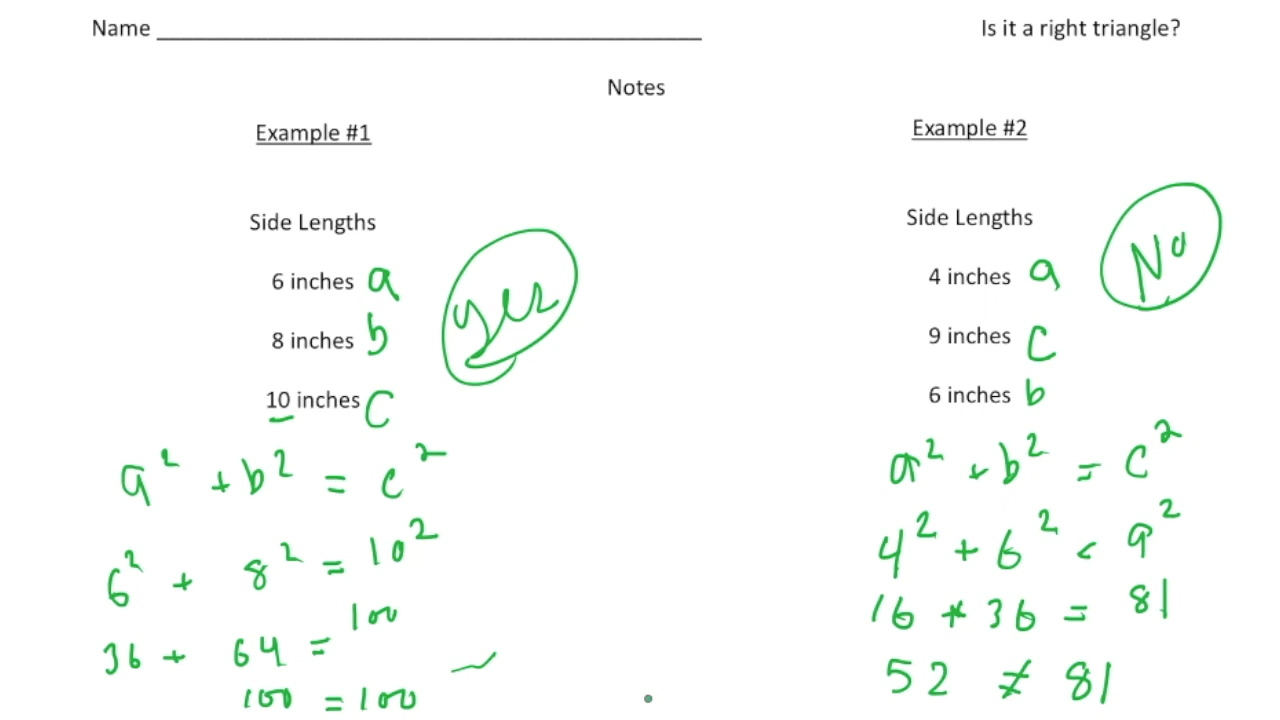 Name ________________ Is it a right triangle?
Notes
Example #1
Side Lengths
6 inches a
8 inches b
10 inches c
yes
a² + b² = c²
6² + 8² = 10²
36 + 64 = 100
100 = 100
Example #2
Side Lengths
4 inches a
9 inches c
6 inches b
No
a² + b² = c²
4² + 6² = 9²
16 + 36 = 81
52 ≠ 81